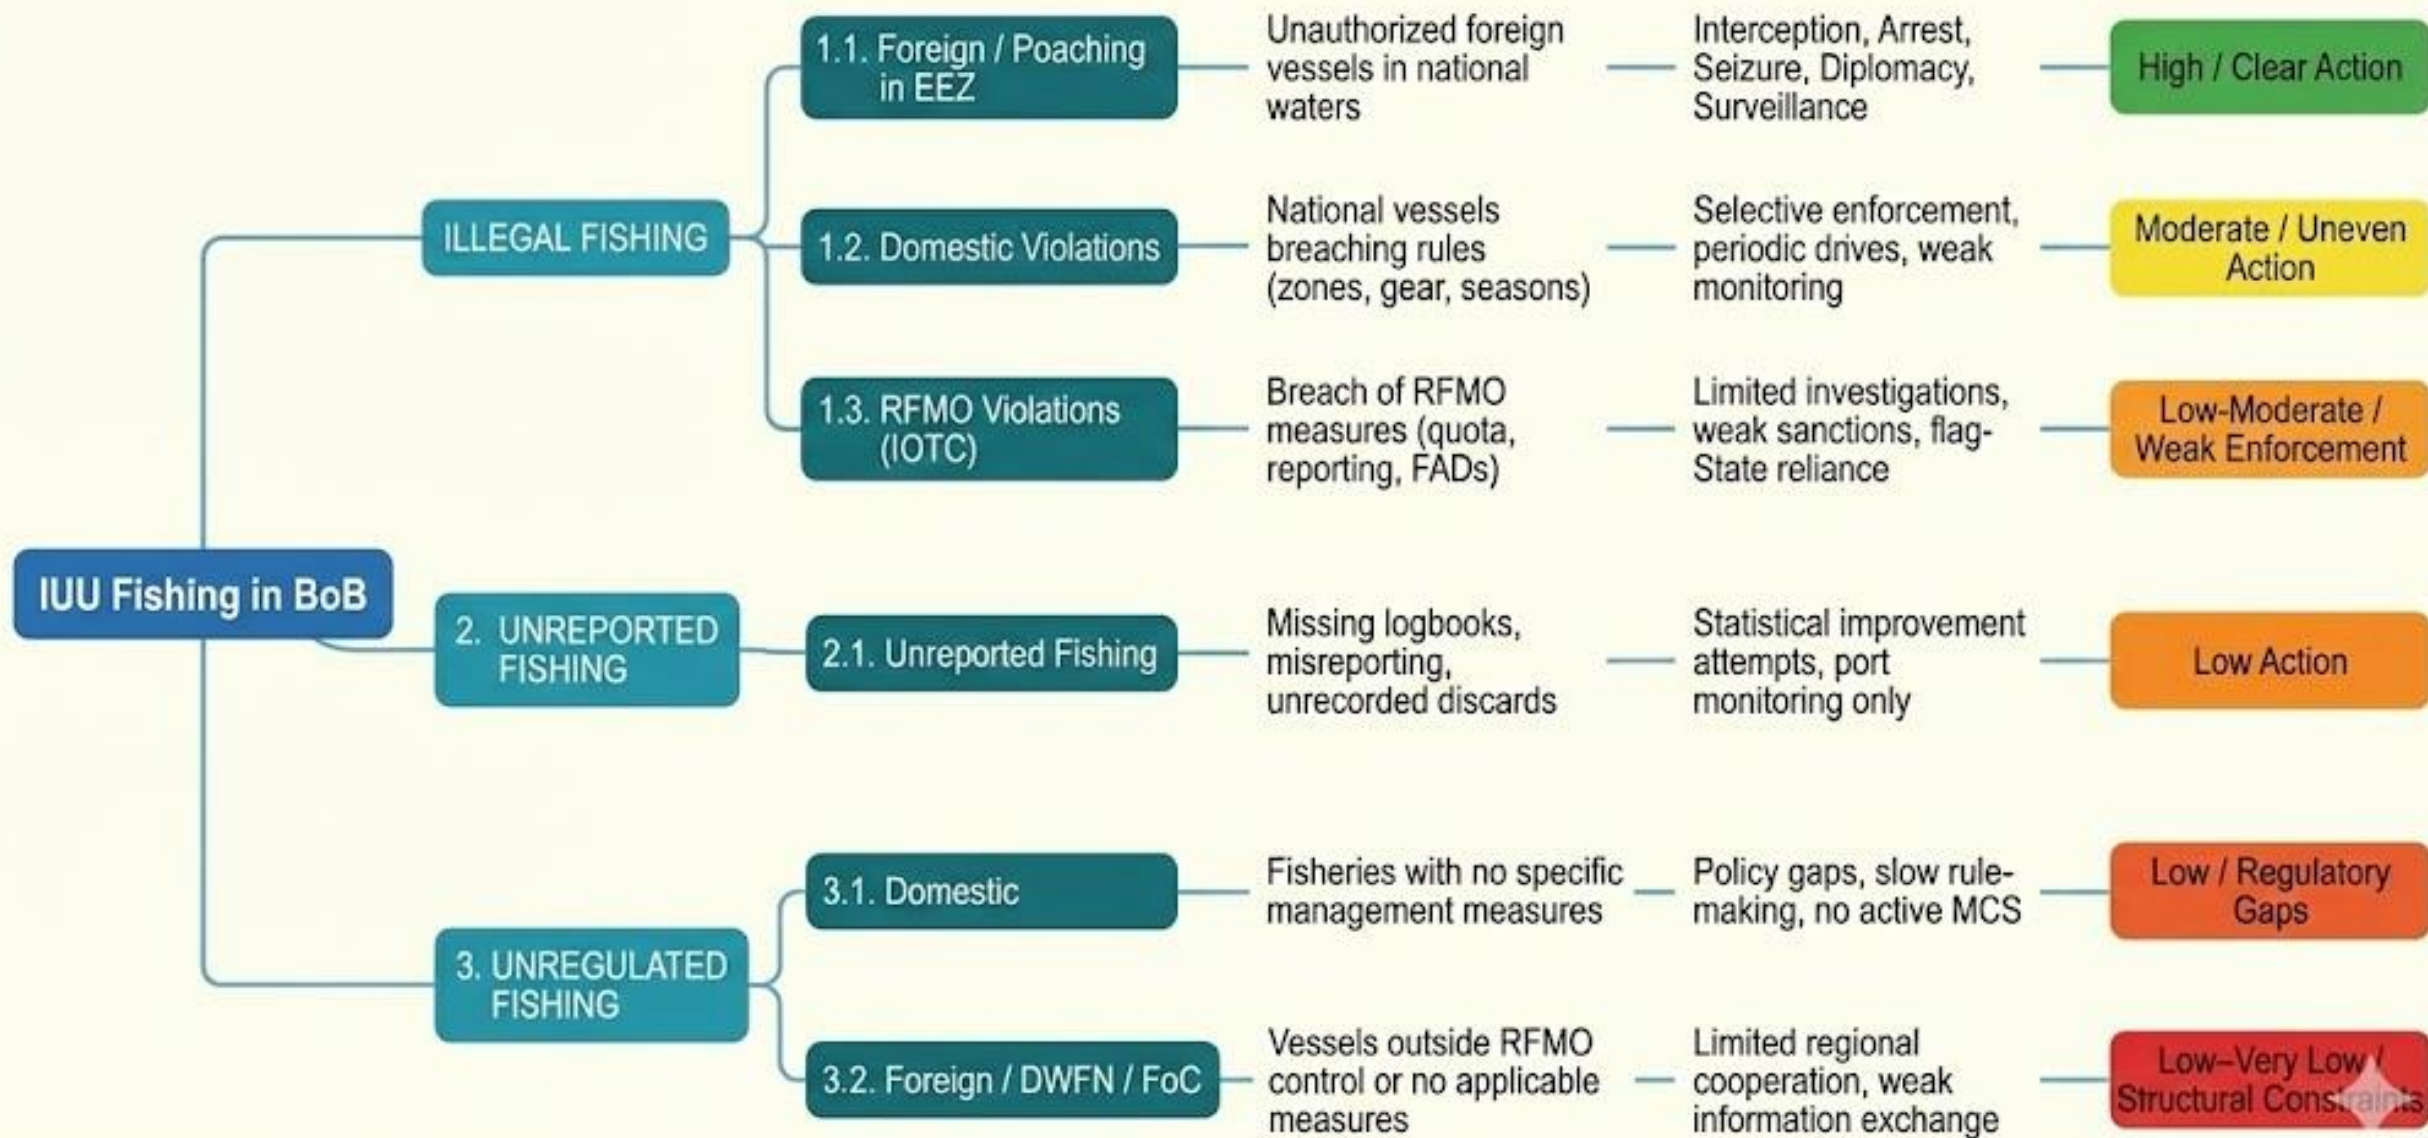 IUU Fishing in BoB
ILLEGAL FISHING
1.1. Foreign / Poaching
in EEZ
Unauthorized foreign
vessels in national
waters
Interception, Arrest,
Seizure, Diplomacy,
Surveillance
High / Clear Action
1.2. Domestic Violations
National vessels
breaching rules
(zones, gear, seasons)
Selective enforcement,
periodic drives, weak
monitoring
Moderate / Uneven
Action
1.3. RFMO Violations
(IOTC)
Breach of RFMO
measures (quota,
reporting, FADs)
Limited investigations,
weak sanctions, flag-
State reliance
Low-Moderate /
Weak Enforcement
2. UNREPORTED
FISHING
2.1. Unreported Fishing
Missing logbooks,
misreporting,
unrecorded discards
Statistical improvement
attempts, port
monitoring only
Low Action
3. UNREGULATED
FISHING
3.1. Domestic
Fisheries with no specific
management measures
Policy gaps, slow rule-
making, no active MCS
Low / Regulatory
Gaps
3.2. Foreign / DWFN / FoC
Vessels outside RFMO
control or no applicable
measures
Limited regional
cooperation, weak
information exchange
Low–Very Low /
Structural Constraints